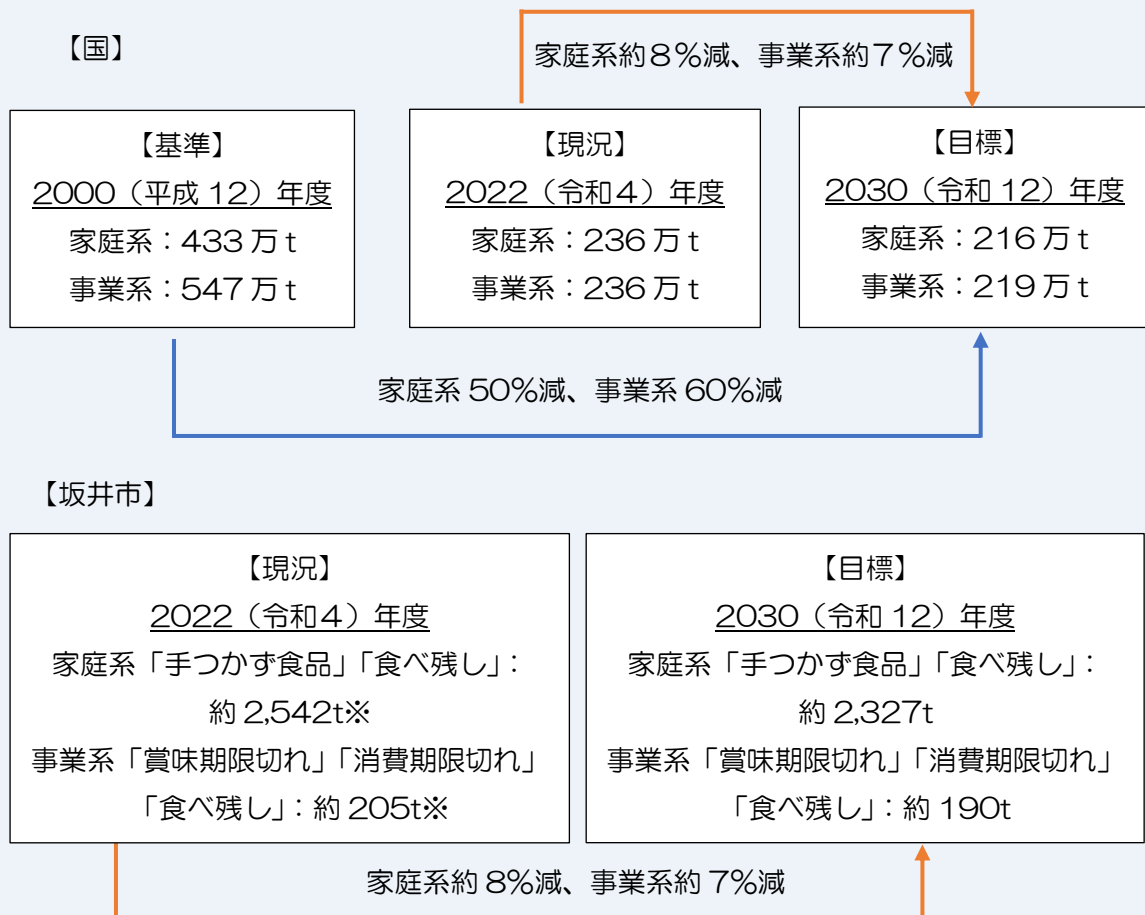 【国】
家庭系約8%減、事業系約7%減
【基準】
2000（平成 12）年度
家庭系：433 万 t
事業系：547 万 t
【現況】
2022（令和4）年度
家庭系：236 万 t
事業系：236 万 t
【目標】
2030（令和 12）年度
家庭系：216 万 t
事業系：219 万 t
家庭系 50%減、事業系 60%減
【坂井市】
【現況】
2022（令和4）年度
家庭系「手つかず食品」「食べ残し」：
約 2,542t※
事業系「賞味期限切れ」「消費期限切れ」
「食べ残し」：約 205t※
【目標】
2030（令和 12）年度
家庭系「手つかず食品」「食べ残し」：
約 2,327t
事業系「賞味期限切れ」「消費期限切れ」
「食べ残し」：約 190t
家庭系約 8%減、事業系約 7%減